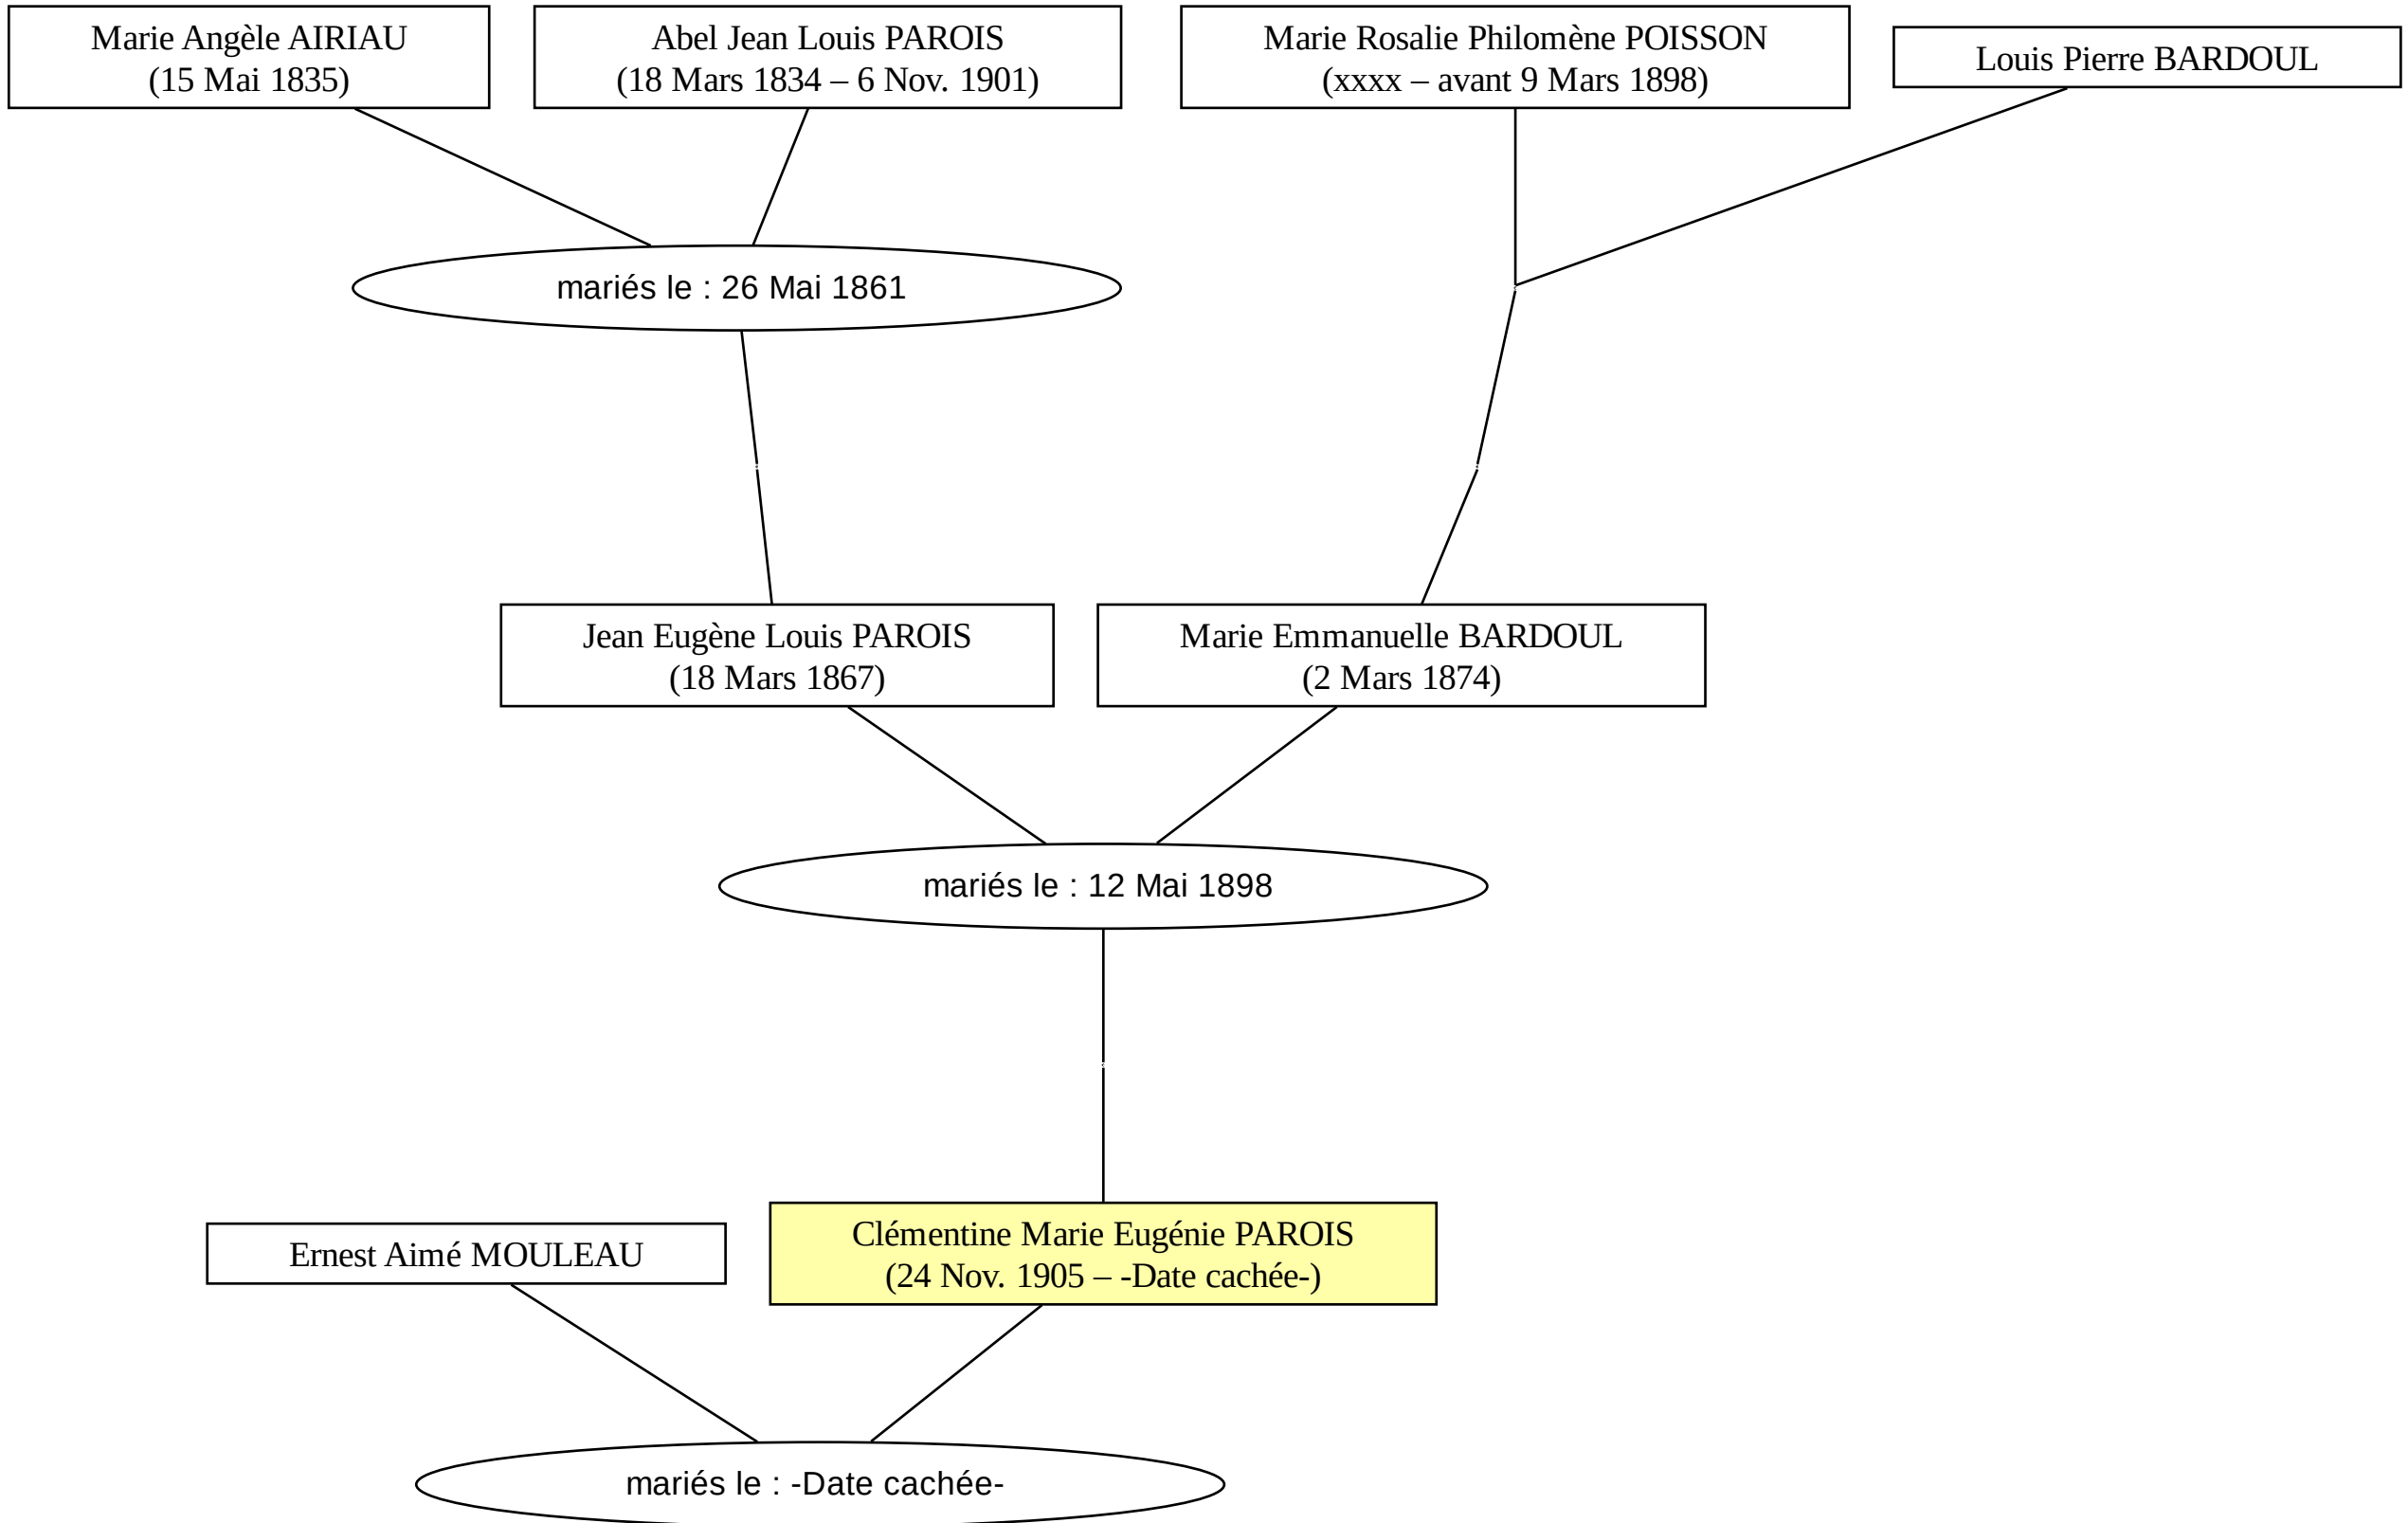 Marie Angèle AIRIAU
(15 Mai 1835)
Abel Jean Louis PAROIS
(18 Mars 1834 – 6 Nov. 1901)
Marie Rosalie Philomène POISSON
(xxxx – avant 9 Mars 1898)
Louis Pierre BARDOUL
mariés le : 26 Mai 1861
Jean Eugène Louis PAROIS
(18 Mars 1867)
Marie Emmanuelle BARDOUL
(2 Mars 1874)
mariés le : 12 Mai 1898
Ernest Aimé MOULEAU
Clémentine Marie Eugénie PAROIS
(24 Nov. 1905 – -Date cachée-)
mariés le : -Date cachée-